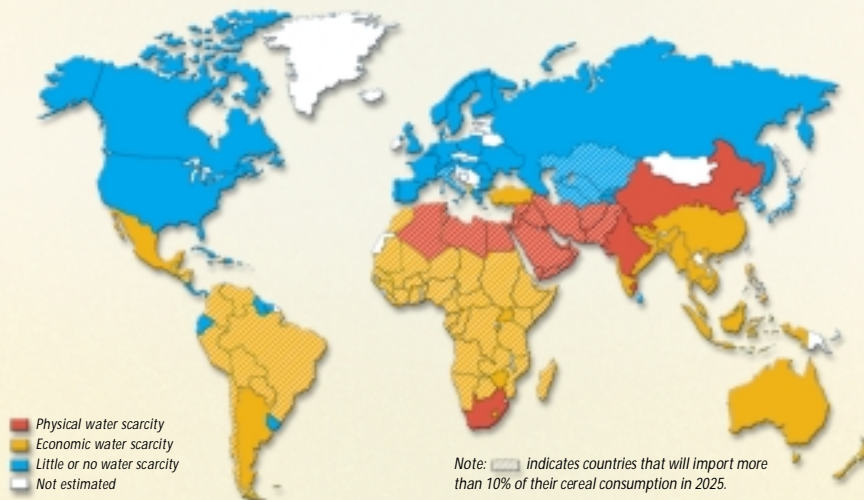 Physical water scarcity
Economic water scarcity
Little or no water scarcity
Not estimated
Note: indicates countries that will import more
than 10% of their cereal consumption in 2025.